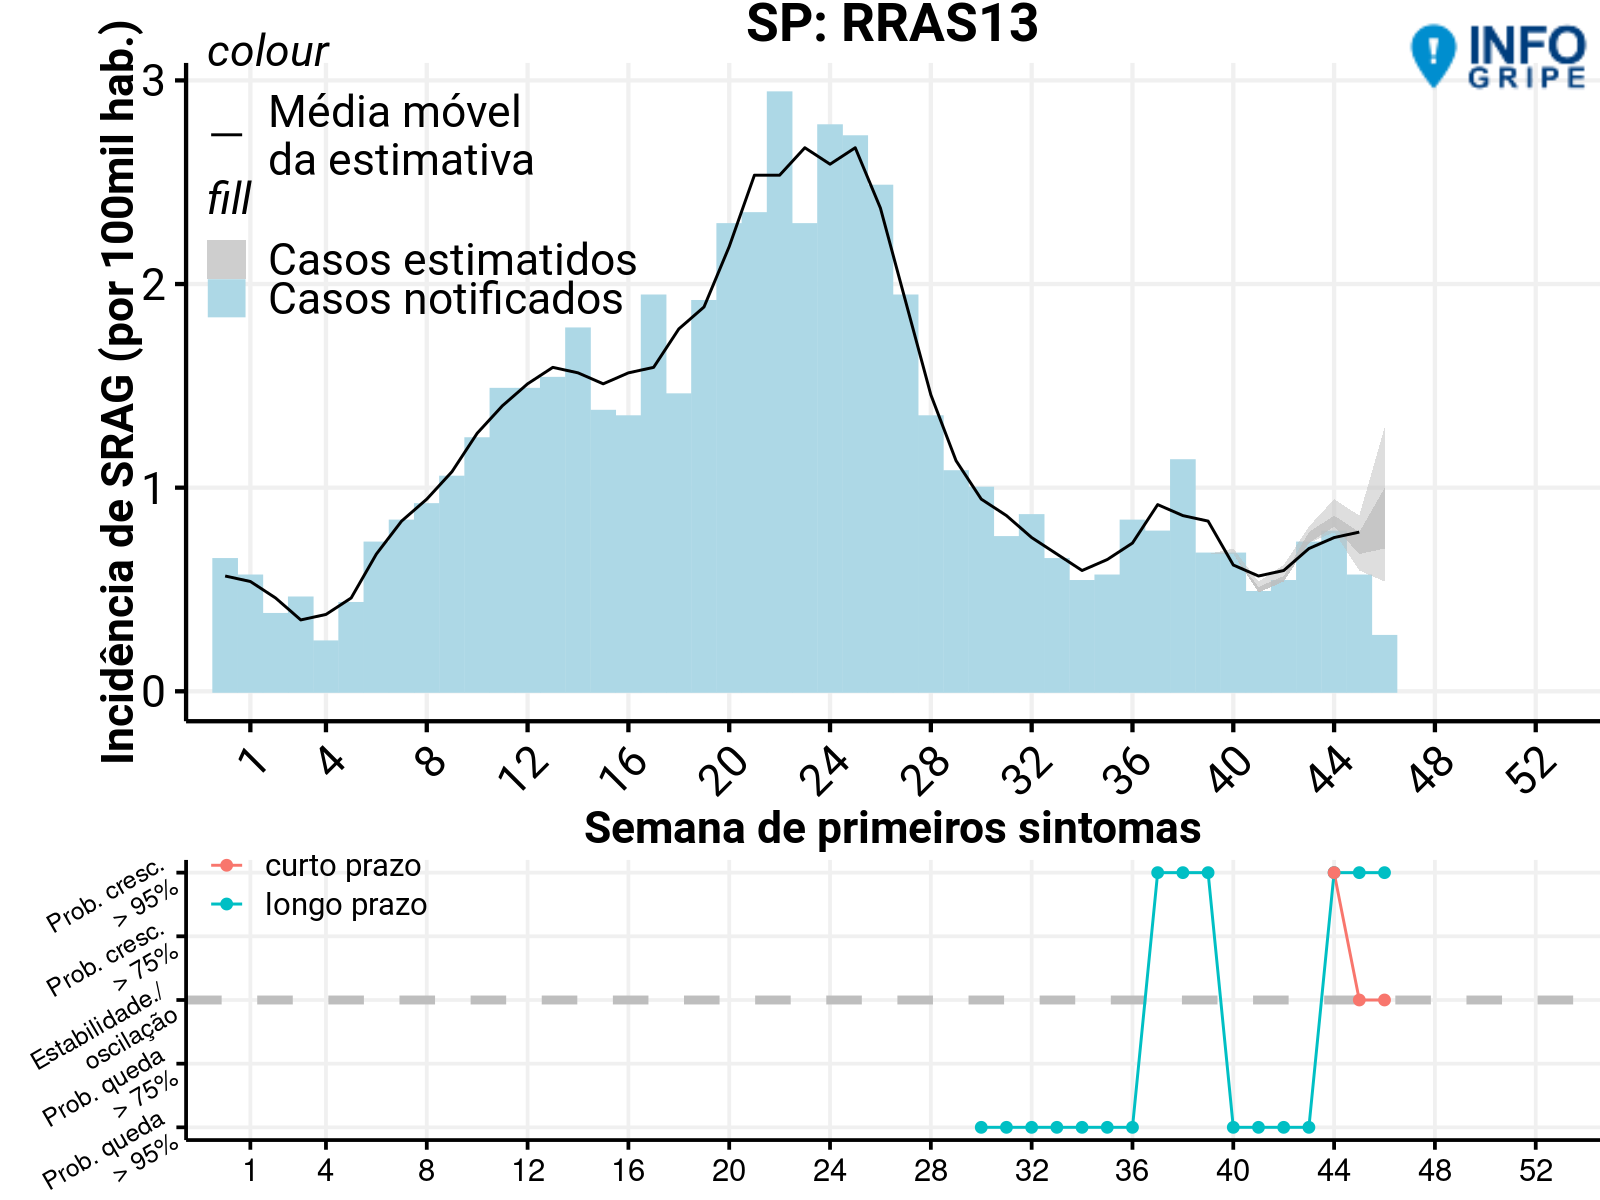 SP: RRAS13
INFO
GRIPE
Incidência de SRAG (por 100mil hab.)
colour
Média móvel
da estimativa
fill
Casos estimatidos
Casos notificados
3
2
1
0
1 4 8 12 16 20 24 28 32 36 40 44 48 52
Semana de primeiros sintomas
curto prazo
longo prazo
Prob. cresc.
> 95%
Prob. cresc.
> 75%
Estabilidade./
oscilação
Prob. queda
> 75%
Prob. queda
> 95%
1 4 8 12 16 20 24 28 32 36 40 44 48 52